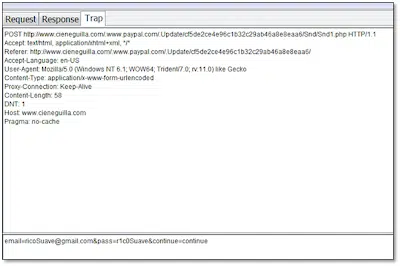 Request Response Trap
POST http://www.cieneguilla.com/.www.paypal.com/.Update/cf5de2ce4e96c1b32c29ab46a8e8eaa6/Snd/Snd1.php HTTP/1.1
Accept: text/html, application/xhtml+xml, */*
Referer: http://www.cieneguilla.com/.www.paypal.com/.Update/cf5de2ce4e96c1b32c29ab46a8e8eaa6/
Accept-Language: en-US
User-Agent: Mozilla/5.0 (Windows NT 6.1; WOW64; Trident/7.0; rv:11.0) like Gecko
Content-Type: application/x-www-form-urlencoded
Proxy-Connection: Keep-Alive
Content-Length: 58
DNT: 1
Host: www.cieneguilla.com
Pragma: no-cache
email=ricoSuave@gmail.com&pass=r1c0Suave&continue=continue